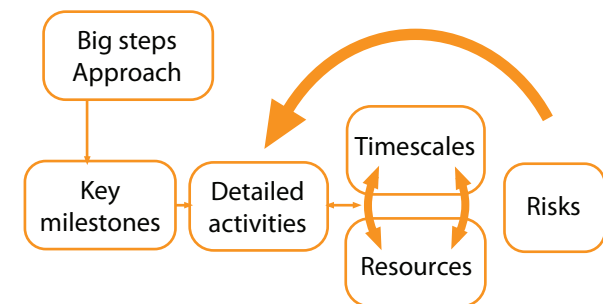 Big steps
Approach
Key
milestones
Detailed
activities
Timescales
Resources
Risks